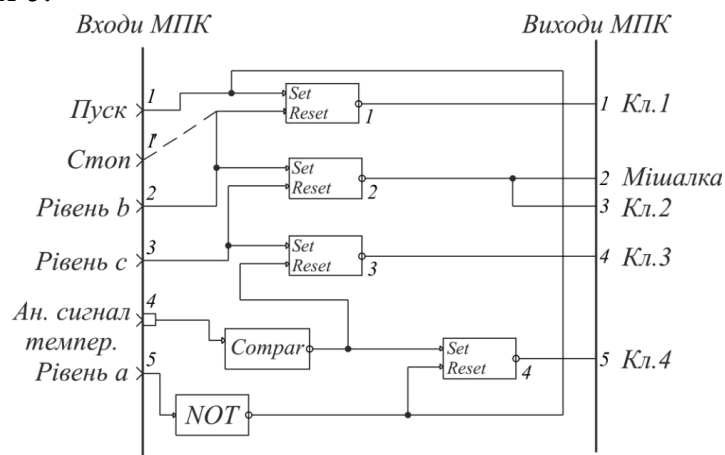 Входи МПК
Виходи МПК
1
Пуск
1'
Стоп
2
Рівень b
3
Рівень c
4
Ан. сигнал
темпер.
5
Рівень a
Set
Reset
1
Set
Reset
2
Set
Reset
3
Compar
Set
Reset
4
NOT
1 Кл.1
2 Мішалка
3 Кл.2
4 Кл.3
5 Кл.4